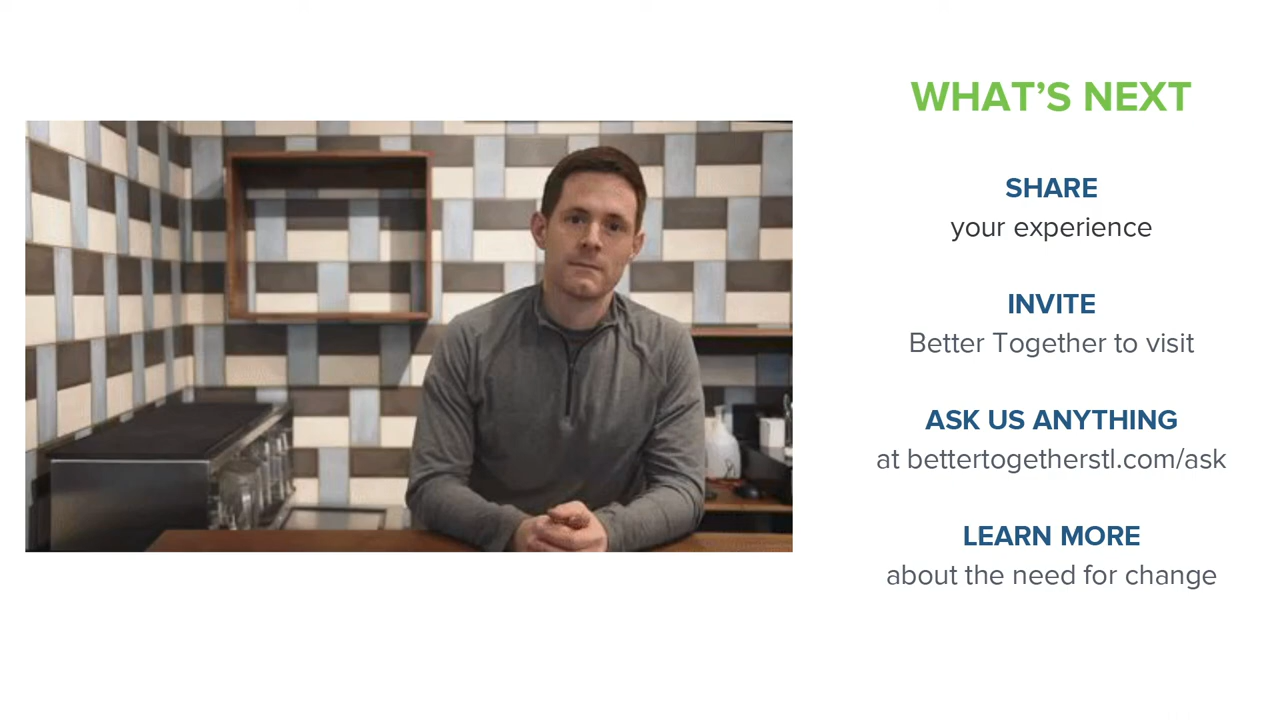 WHAT’S NEXT
SHARE
your experience
INVITE
Better Together to visit
ASK US ANYTHING
at bettertogetherstl.com/ask
LEARN MORE
about the need for change